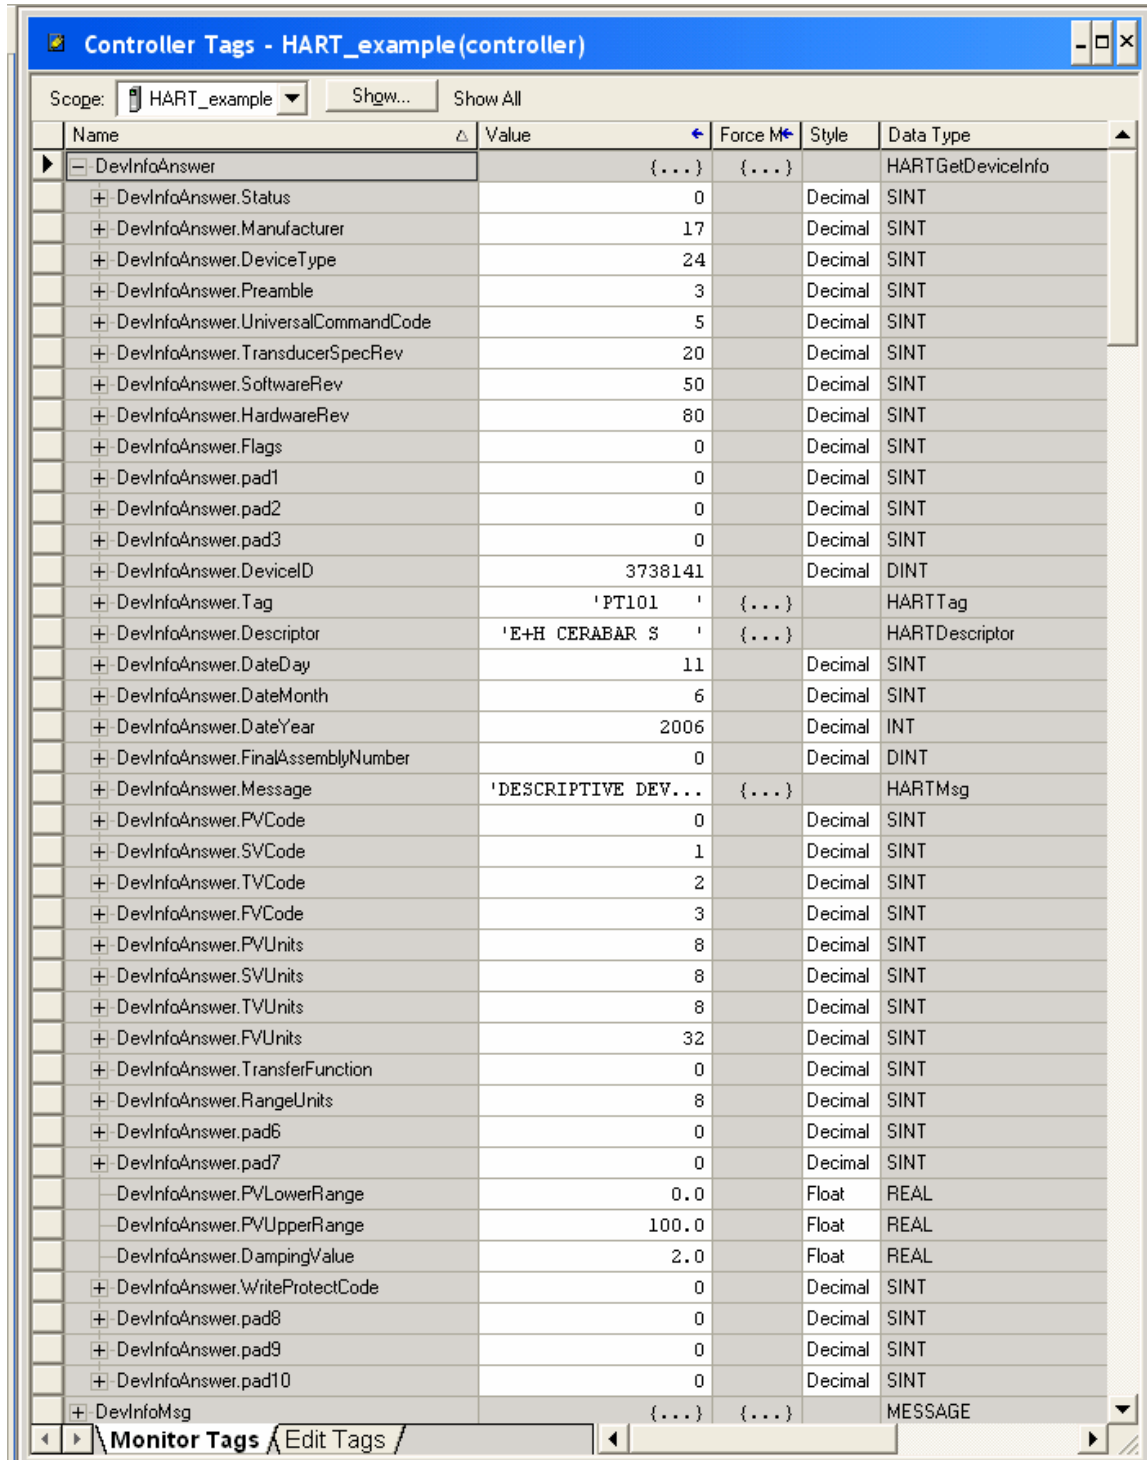 Controller Tags - HART_example(controller)
Scope: HART_example Show... Show All
Name Value Force M Style Data Type
DevInfoAnswer {...} {...} HARTGetDeviceInfo
DevInfoAnswer.Status 0 Decimal SINT
DevInfoAnswer.Manufacturer 17 Decimal SINT
DevInfoAnswer.DeviceType 24 Decimal SINT
DevInfoAnswer.Preamble 3 Decimal SINT
DevInfoAnswer.UniversalCommandCode 5 Decimal SINT
DevInfoAnswer.TransducerSpecRev 20 Decimal SINT
DevInfoAnswer.SoftwareRev 50 Decimal SINT
DevInfoAnswer.HardwareRev 80 Decimal SINT
DevInfoAnswer.Flags 0 Decimal SINT
DevInfoAnswer.pad1 0 Decimal SINT
DevInfoAnswer.pad2 0 Decimal SINT
DevInfoAnswer.pad3 0 Decimal SINT
DevInfoAnswer.DeviceID 3738141 Decimal DINT
DevInfoAnswer.Tag 'PT101   ' {...} HARTTag
DevInfoAnswer.Descriptor 'E+H CERABAR S   ' {...} HARTDescriptor
DevInfoAnswer.DateDay 11 Decimal SINT
DevInfoAnswer.DateMonth 6 Decimal SINT
DevInfoAnswer.DateYear 2006 Decimal INT
DevInfoAnswer.FinalAssemblyNumber 0 Decimal DINT
DevInfoAnswer.Message 'DESCRIPTIVE DEV... {...} HARTMsg
DevInfoAnswer.PVCode 0 Decimal SINT
DevInfoAnswer.SVCode 1 Decimal SINT
DevInfoAnswer.TVCode 2 Decimal SINT
DevInfoAnswer.FVCode 3 Decimal SINT
DevInfoAnswer.PVUnits 8 Decimal SINT
DevInfoAnswer.SVUnits 8 Decimal SINT
DevInfoAnswer.TVUnits 8 Decimal SINT
DevInfoAnswer.FVUnits 32 Decimal SINT
DevInfoAnswer.TransferFunction 0 Decimal SINT
DevInfoAnswer.RangeUnits 8 Decimal SINT
DevInfoAnswer.pad6 0 Decimal SINT
DevInfoAnswer.pad7 0 Decimal SINT
DevInfoAnswer.PVLowerRange 0.0 Float REAL
DevInfoAnswer.PVUpperRange 100.0 Float REAL
DevInfoAnswer.DampingValue 2.0 Float REAL
DevInfoAnswer.WriteProtectCode 0 Decimal SINT
DevInfoAnswer.pad8 0 Decimal SINT
DevInfoAnswer.pad9 0 Decimal SINT
DevInfoAnswer.pad10 0 Decimal SINT
DevInfoMsg {...} {...} MESSAGE
Monitor Tags Edit Tags